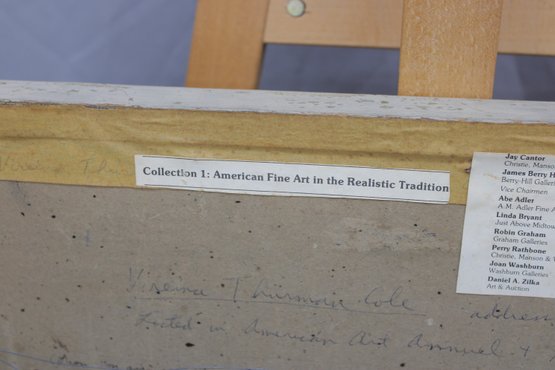 Collection 1: American Fine Art in the Realistic Tradition
Jay Cantor
Christie, Manson
James Berry H
Berry-Hill Galler
Vice Chairmen
Abe Adler
A.M. Adler Fine A
Linda Bryant
Just Above Midtow
Robin Graham
Graham Galleries
Perry Rathbone
Christie, Manson & W
Joan Washburn
Washburn Galleries
Daniel A. Zilka
Art & Auction
Virginia Thurman Cole address
Listed in American Art Annual +